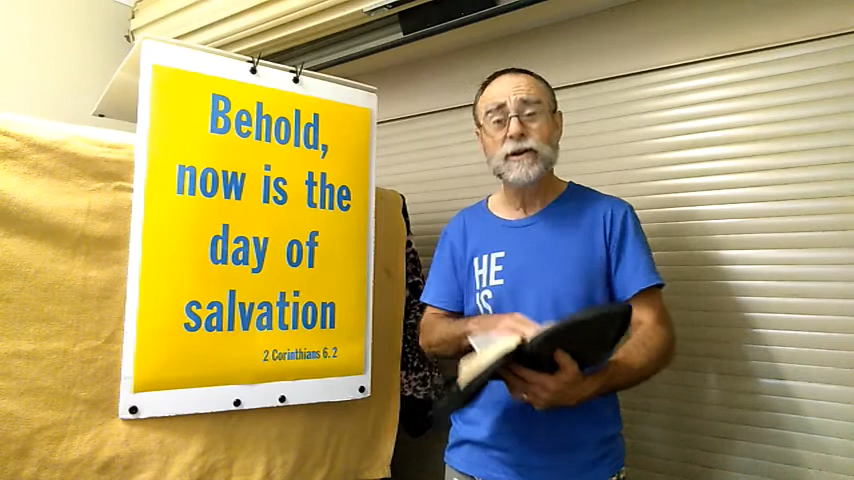 Behold,
now is the
day of
salvation
2 Corinthians 6. 2
HE
IS